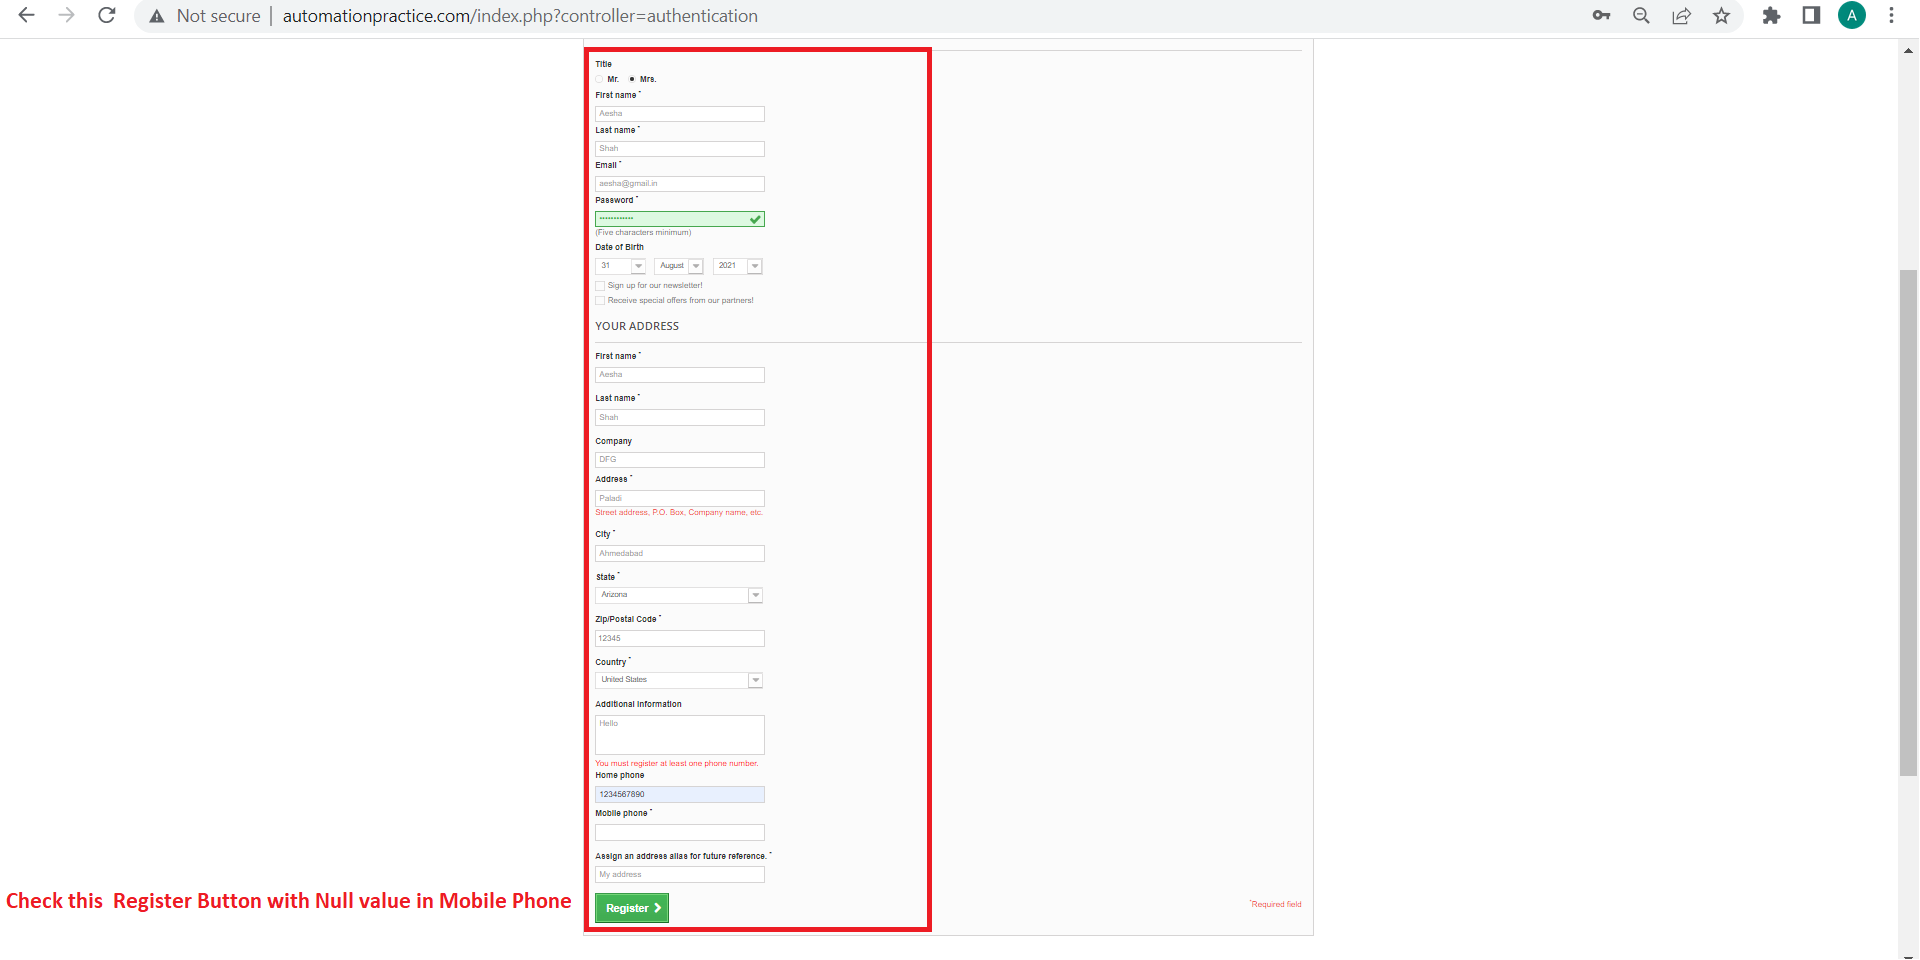 Not secure | automationpractice.com/index.php?controller=authentication
A
Title
Mr. Mrs.
First name *
Aesha
Last name *
Shah
Email *
aesha@gmail.in
Password *
••••••••••••
(Five characters minimum)
Date of Birth
31 August 2021
Sign up for our newsletter!
Receive special offers from our partners!
YOUR ADDRESS
First name *
Aesha
Last name *
Shah
Company
DFG
Address *
Paladi
Street address, P.O. Box, Company name, etc.
City *
Ahmedabad
State *
Arizona
Zip/Postal Code *
12345
Country *
United States
Additional information
Hello
You must register at least one phone number.
Home phone
1234567890
Mobile phone *
Assign an address alias for future reference. *
My address
Check this Register Button with Null value in Mobile Phone
Register
*Required field